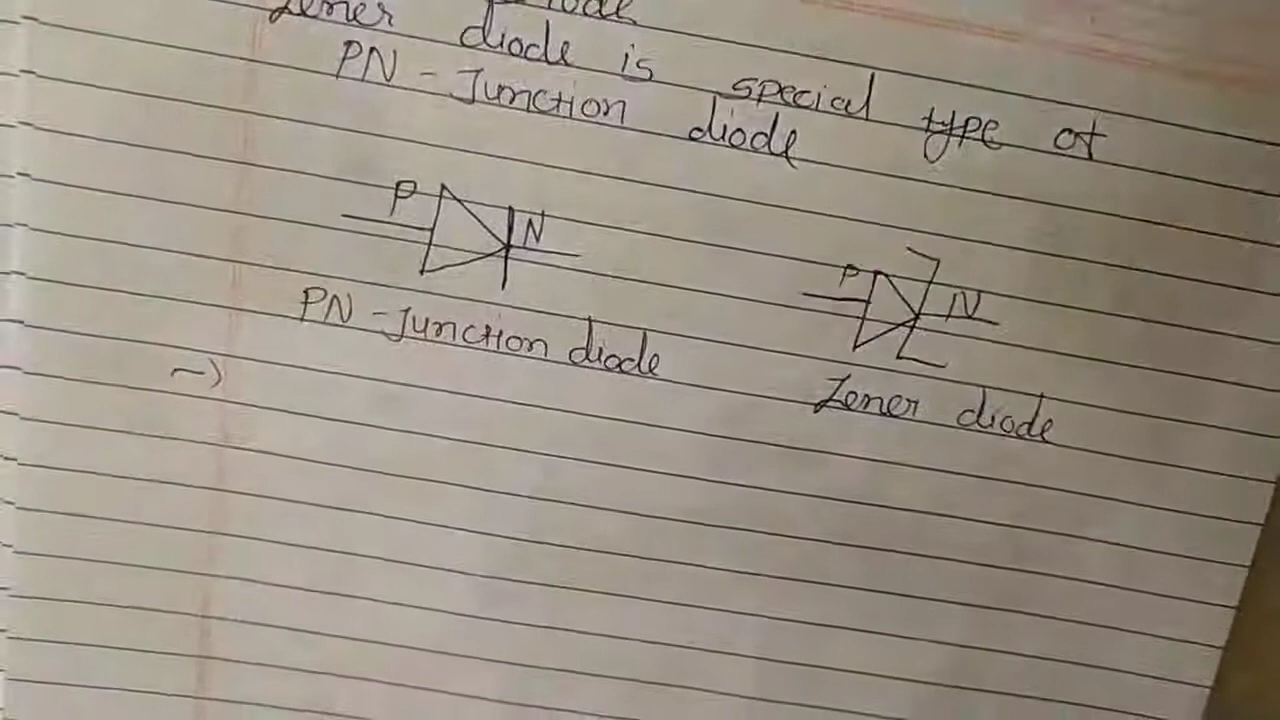 Zener diode is special type of
PN - Junction diode
P N
PN - Junction diode
P N
Zener diode